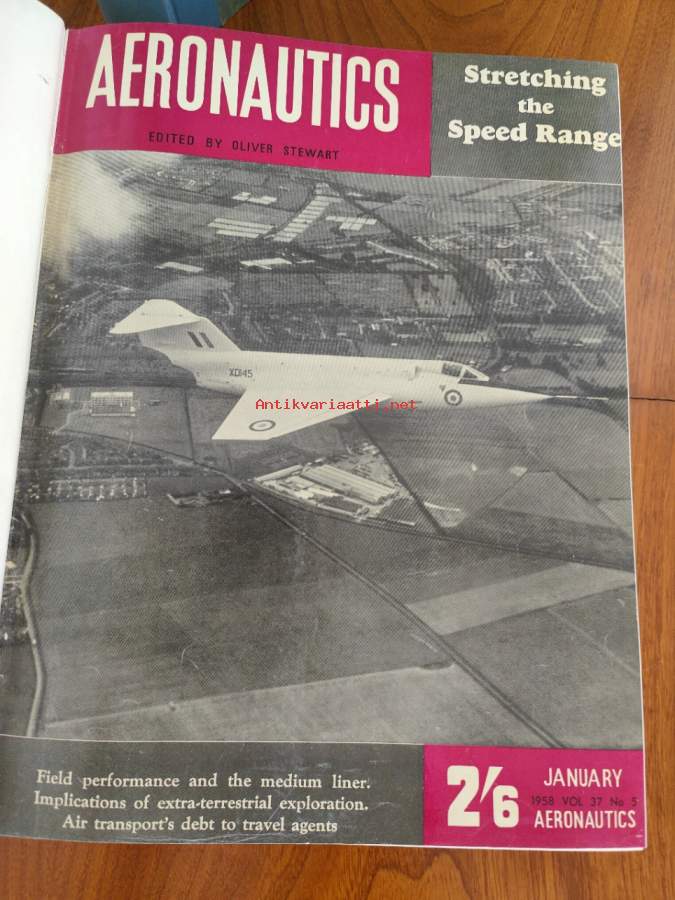 AERONAUTICS
EDITED BY OLIVER STEWART
Stretching
the
Speed Range
XD145
Antikvariaatti.net
Field performance and the medium liner.
Implications of extra-terrestrial exploration.
Air transport's debt to travel agents
2'/6
JANUARY
1958 VOL 37 No 5
AERONAUTICS